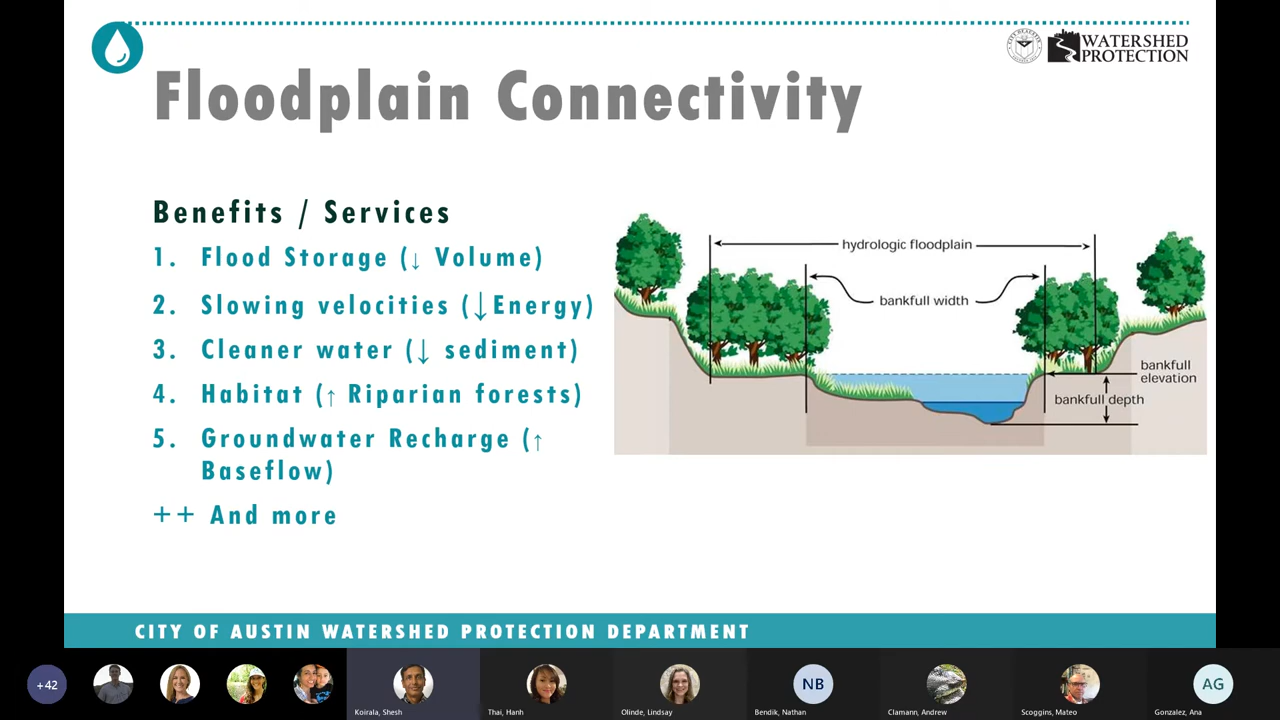 WATERSHED
PROTECTION
Floodplain Connectivity
Benefits / Services
1. Flood Storage (↓ Volume)
2. Slowing velocities (↓Energy)
3. Cleaner water (↓ sediment)
4. Habitat (↑ Riparian forests)
5. Groundwater Recharge (↑
Baseflow)
++ And more
hydrologic floodplain
bankfull width
bankfull
elevation
bankfull depth
CITY OF AUSTIN WATERSHED PROTECTION DEPARTMENT
+42
NB
AG
Koirala, Shesh
Thai, Hanh
Olinde, Lindsay
Bendik, Nathan
Clamann, Andrew
Scoggins, Mateo
Gonzalez, Ana